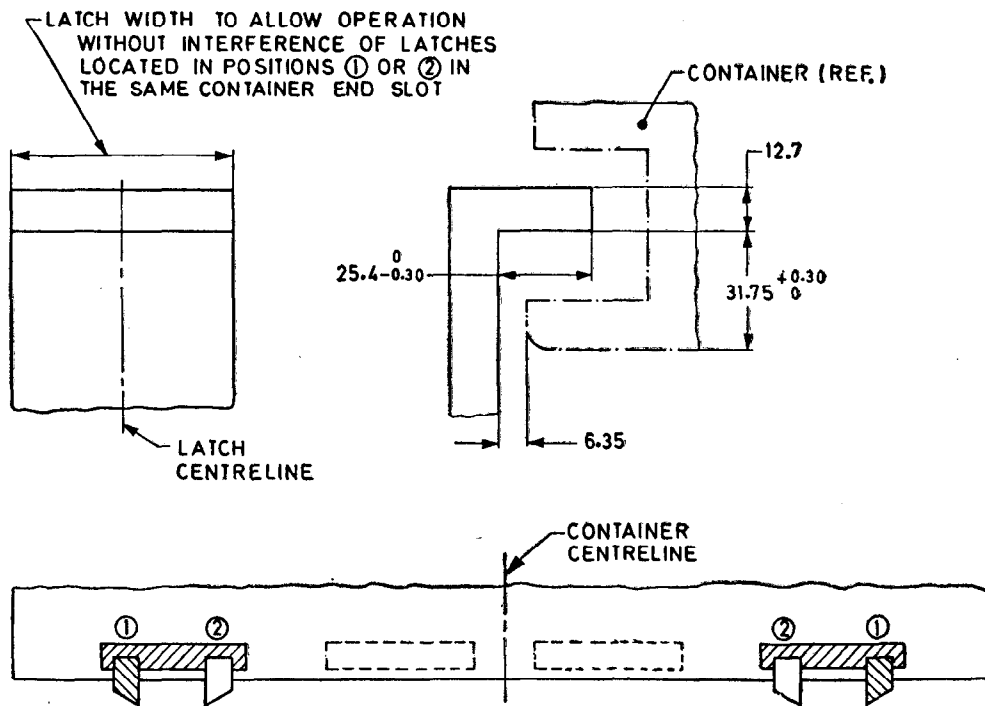 LATCH WIDTH TO ALLOW OPERATION
WITHOUT INTERFERENCE OF LATCHES
LOCATED IN POSITIONS ① OR ② IN
THE SAME CONTAINER END SLOT
CONTAINER (REF.)
12.7
0
25.4-0.30
+0.30
31.75 0
6.35
LATCH
CENTRELINE
CONTAINER
CENTRELINE
① ② ② ①